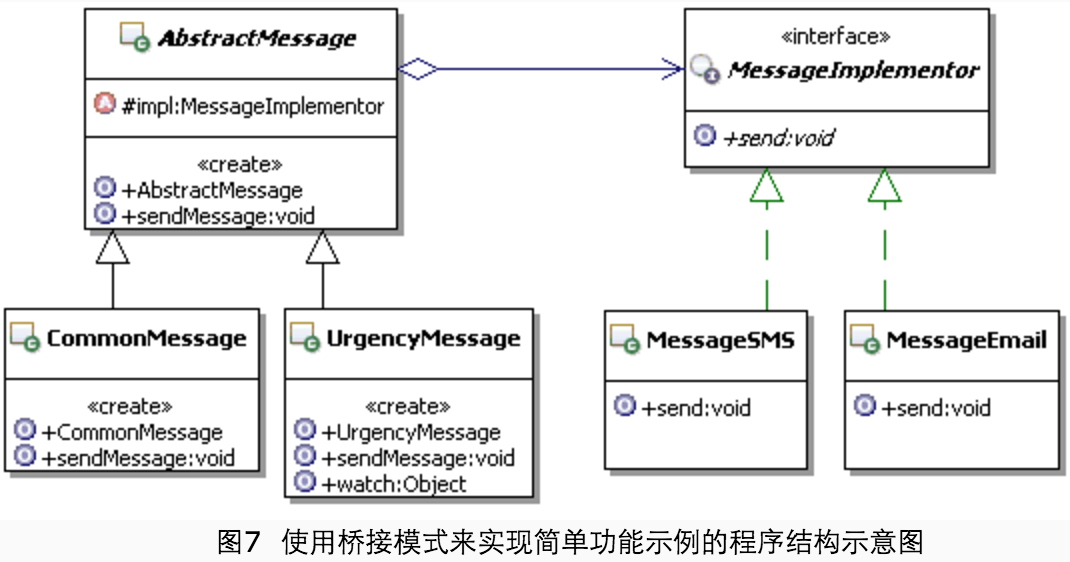 AbstractMessage
#impl:MessageImplementor
«create»
+AbstractMessage
+sendMessage:void
«interface»
MessageImplementor
+send:void
CommonMessage
«create»
+CommonMessage
+sendMessage:void
UrgencyMessage
«create»
+UrgencyMessage
+sendMessage:void
+watch:Object
MessageSMS
+send:void
MessageEmail
+send:void
图7 使用桥接模式来实现简单功能示例的程序结构示意图